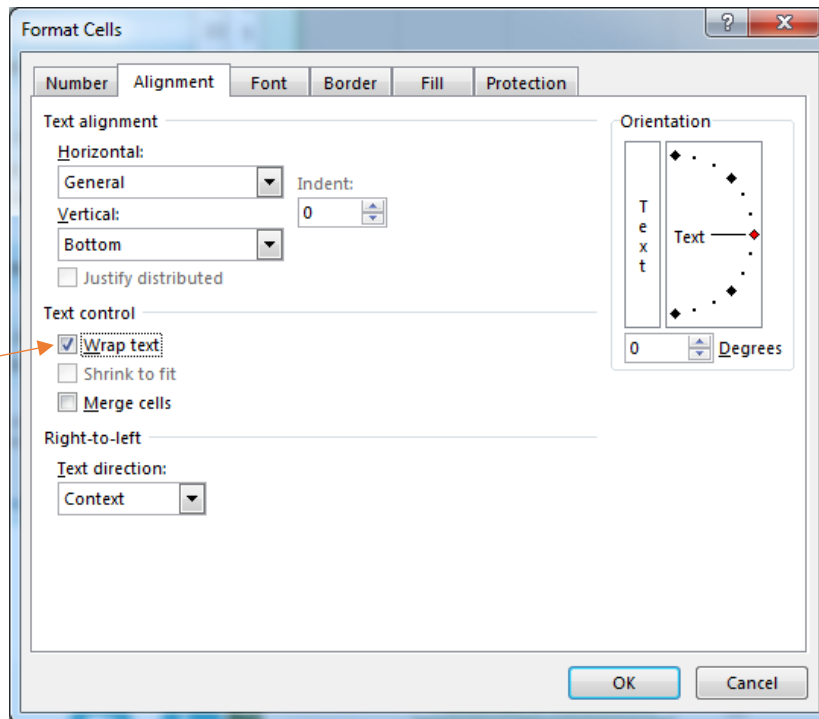 Format Cells
?
Number Alignment Font Border Fill Protection
Text alignment
Horizontal:
General
Indent:
0
Vertical:
Bottom
Justify distributed
Text control
Wrap text
Shrink to fit
Merge cells
Right-to-left
Text direction:
Context
Orientation
Text
Text
0 Degrees
OK Cancel